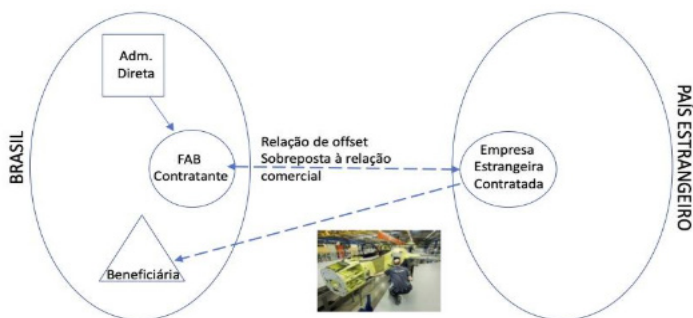 Adm.
Direta
BRASIL
FAB
Contratante
Relação de offset
Sobreposta à relação
comercial
Empresa
Estrangeira
Contratada
PAÍS ESTRANGEIRO
Beneficiária